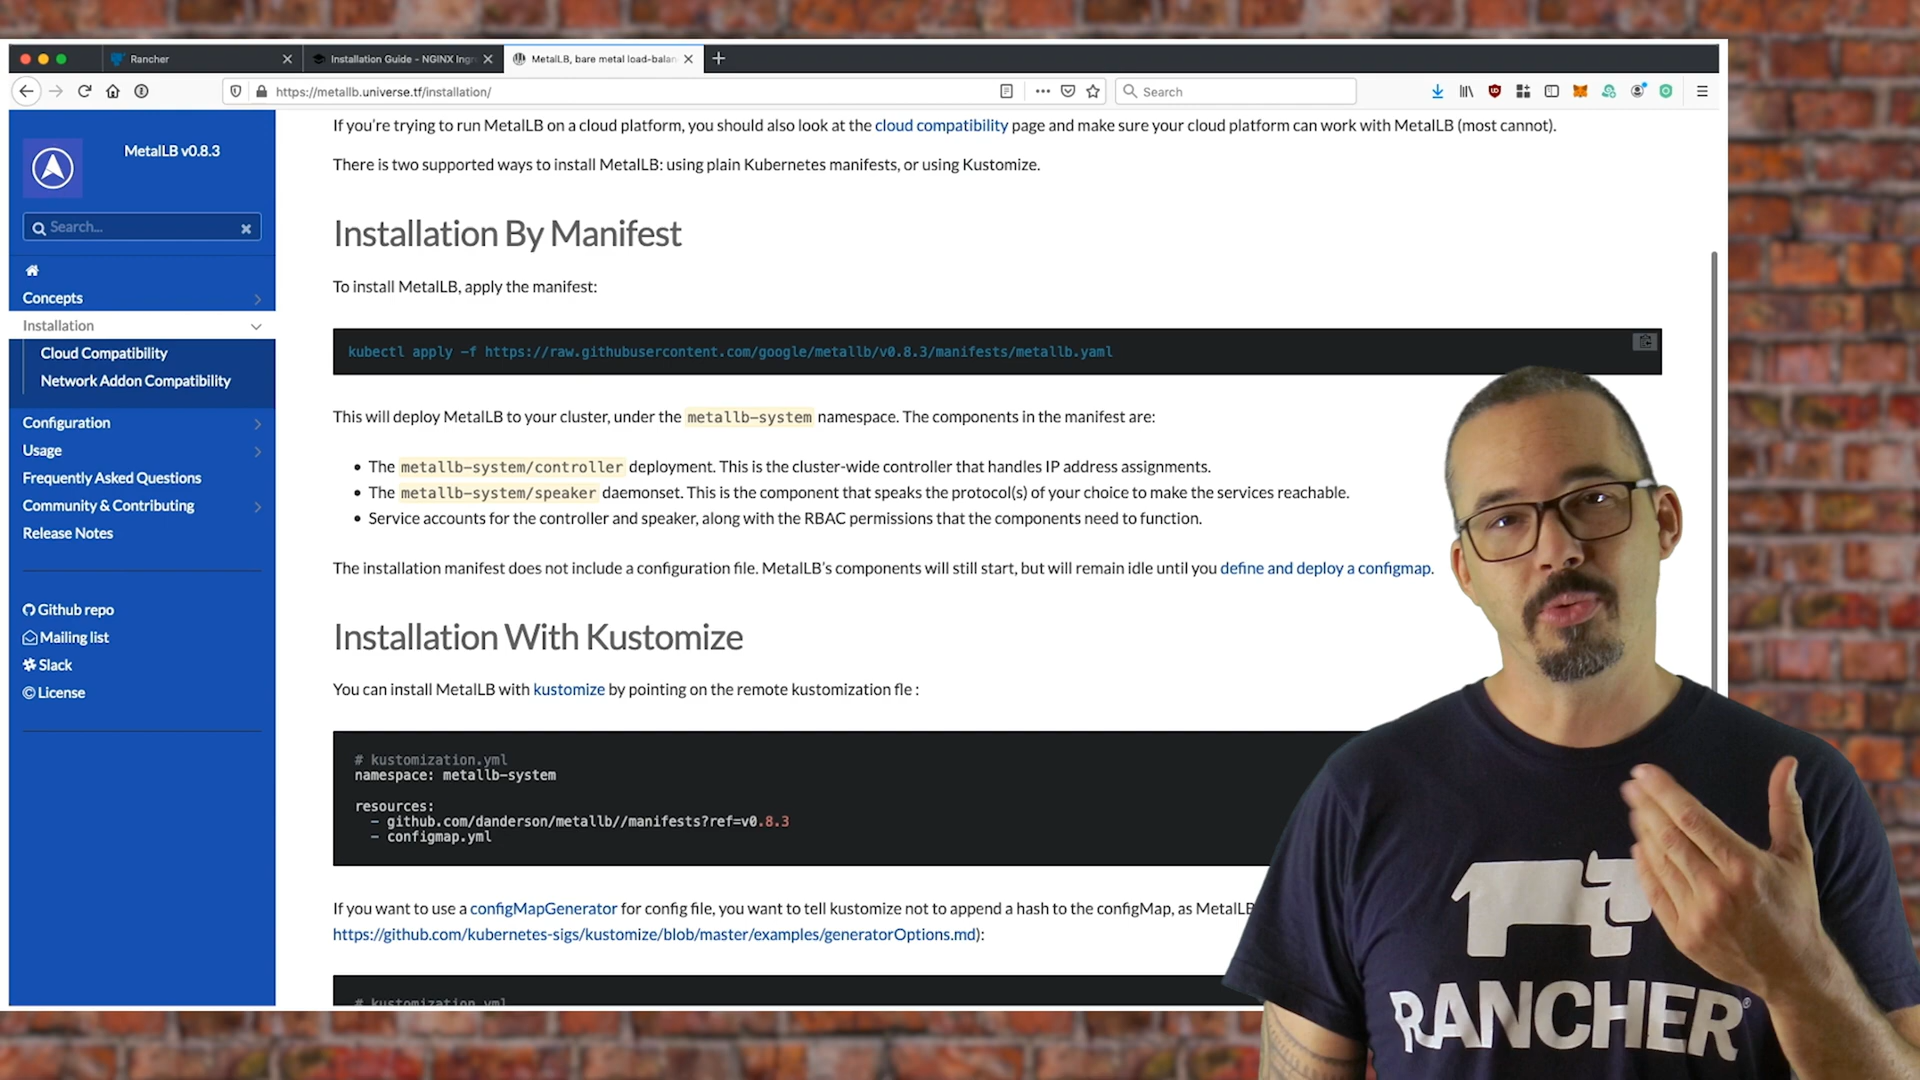 Rancher
Installation Guide - NGINX Ingr
MetalLB, bare metal load-balan
https://metallb.universe.tf/installation/
Search
MetalLB v0.8.3
Search...
Concepts
Installation
Cloud Compatibility
Network Addon Compatibility
Configuration
Usage
Frequently Asked Questions
Community & Contributing
Release Notes
Github repo
Mailing list
Slack
License
If you’re trying to run MetalLB on a cloud platform, you should also look at the cloud compatibility page and make sure your cloud platform can work with MetalLB (most cannot).
There is two supported ways to install MetalLB: using plain Kubernetes manifests, or using Kustomize.
Installation By Manifest
To install MetalLB, apply the manifest:
kubectl apply -f https://raw.githubusercontent.com/google/metallb/v0.8.3/manifests/metallb.yaml
This will deploy MetalLB to your cluster, under the metallb-system namespace. The components in the manifest are:
• The metallb-system/controller deployment. This is the cluster-wide controller that handles IP address assignments.
• The metallb-system/speaker daemonset. This is the component that speaks the protocol(s) of your choice to make the services reachable.
• Service accounts for the controller and speaker, along with the RBAC permissions that the components need to function.
The installation manifest does not include a configuration file. MetalLB’s components will still start, but will remain idle until you define and deploy a configmap.
Installation With Kustomize
You can install MetalLB with kustomize by pointing on the remote kustomization fle :
# kustomization.yml
namespace: metallb-system
resources:
- github.com/danderson/metallb//manifests?ref=v0.8.3
- configmap.yml
If you want to use a configMapGenerator for config file, you want to tell kustomize not to append a hash to the configMap, as MetalLB
https://github.com/kubernetes-sigs/kustomize/blob/master/examples/generatorOptions.md):
# kustomization.yml
RANCHER®